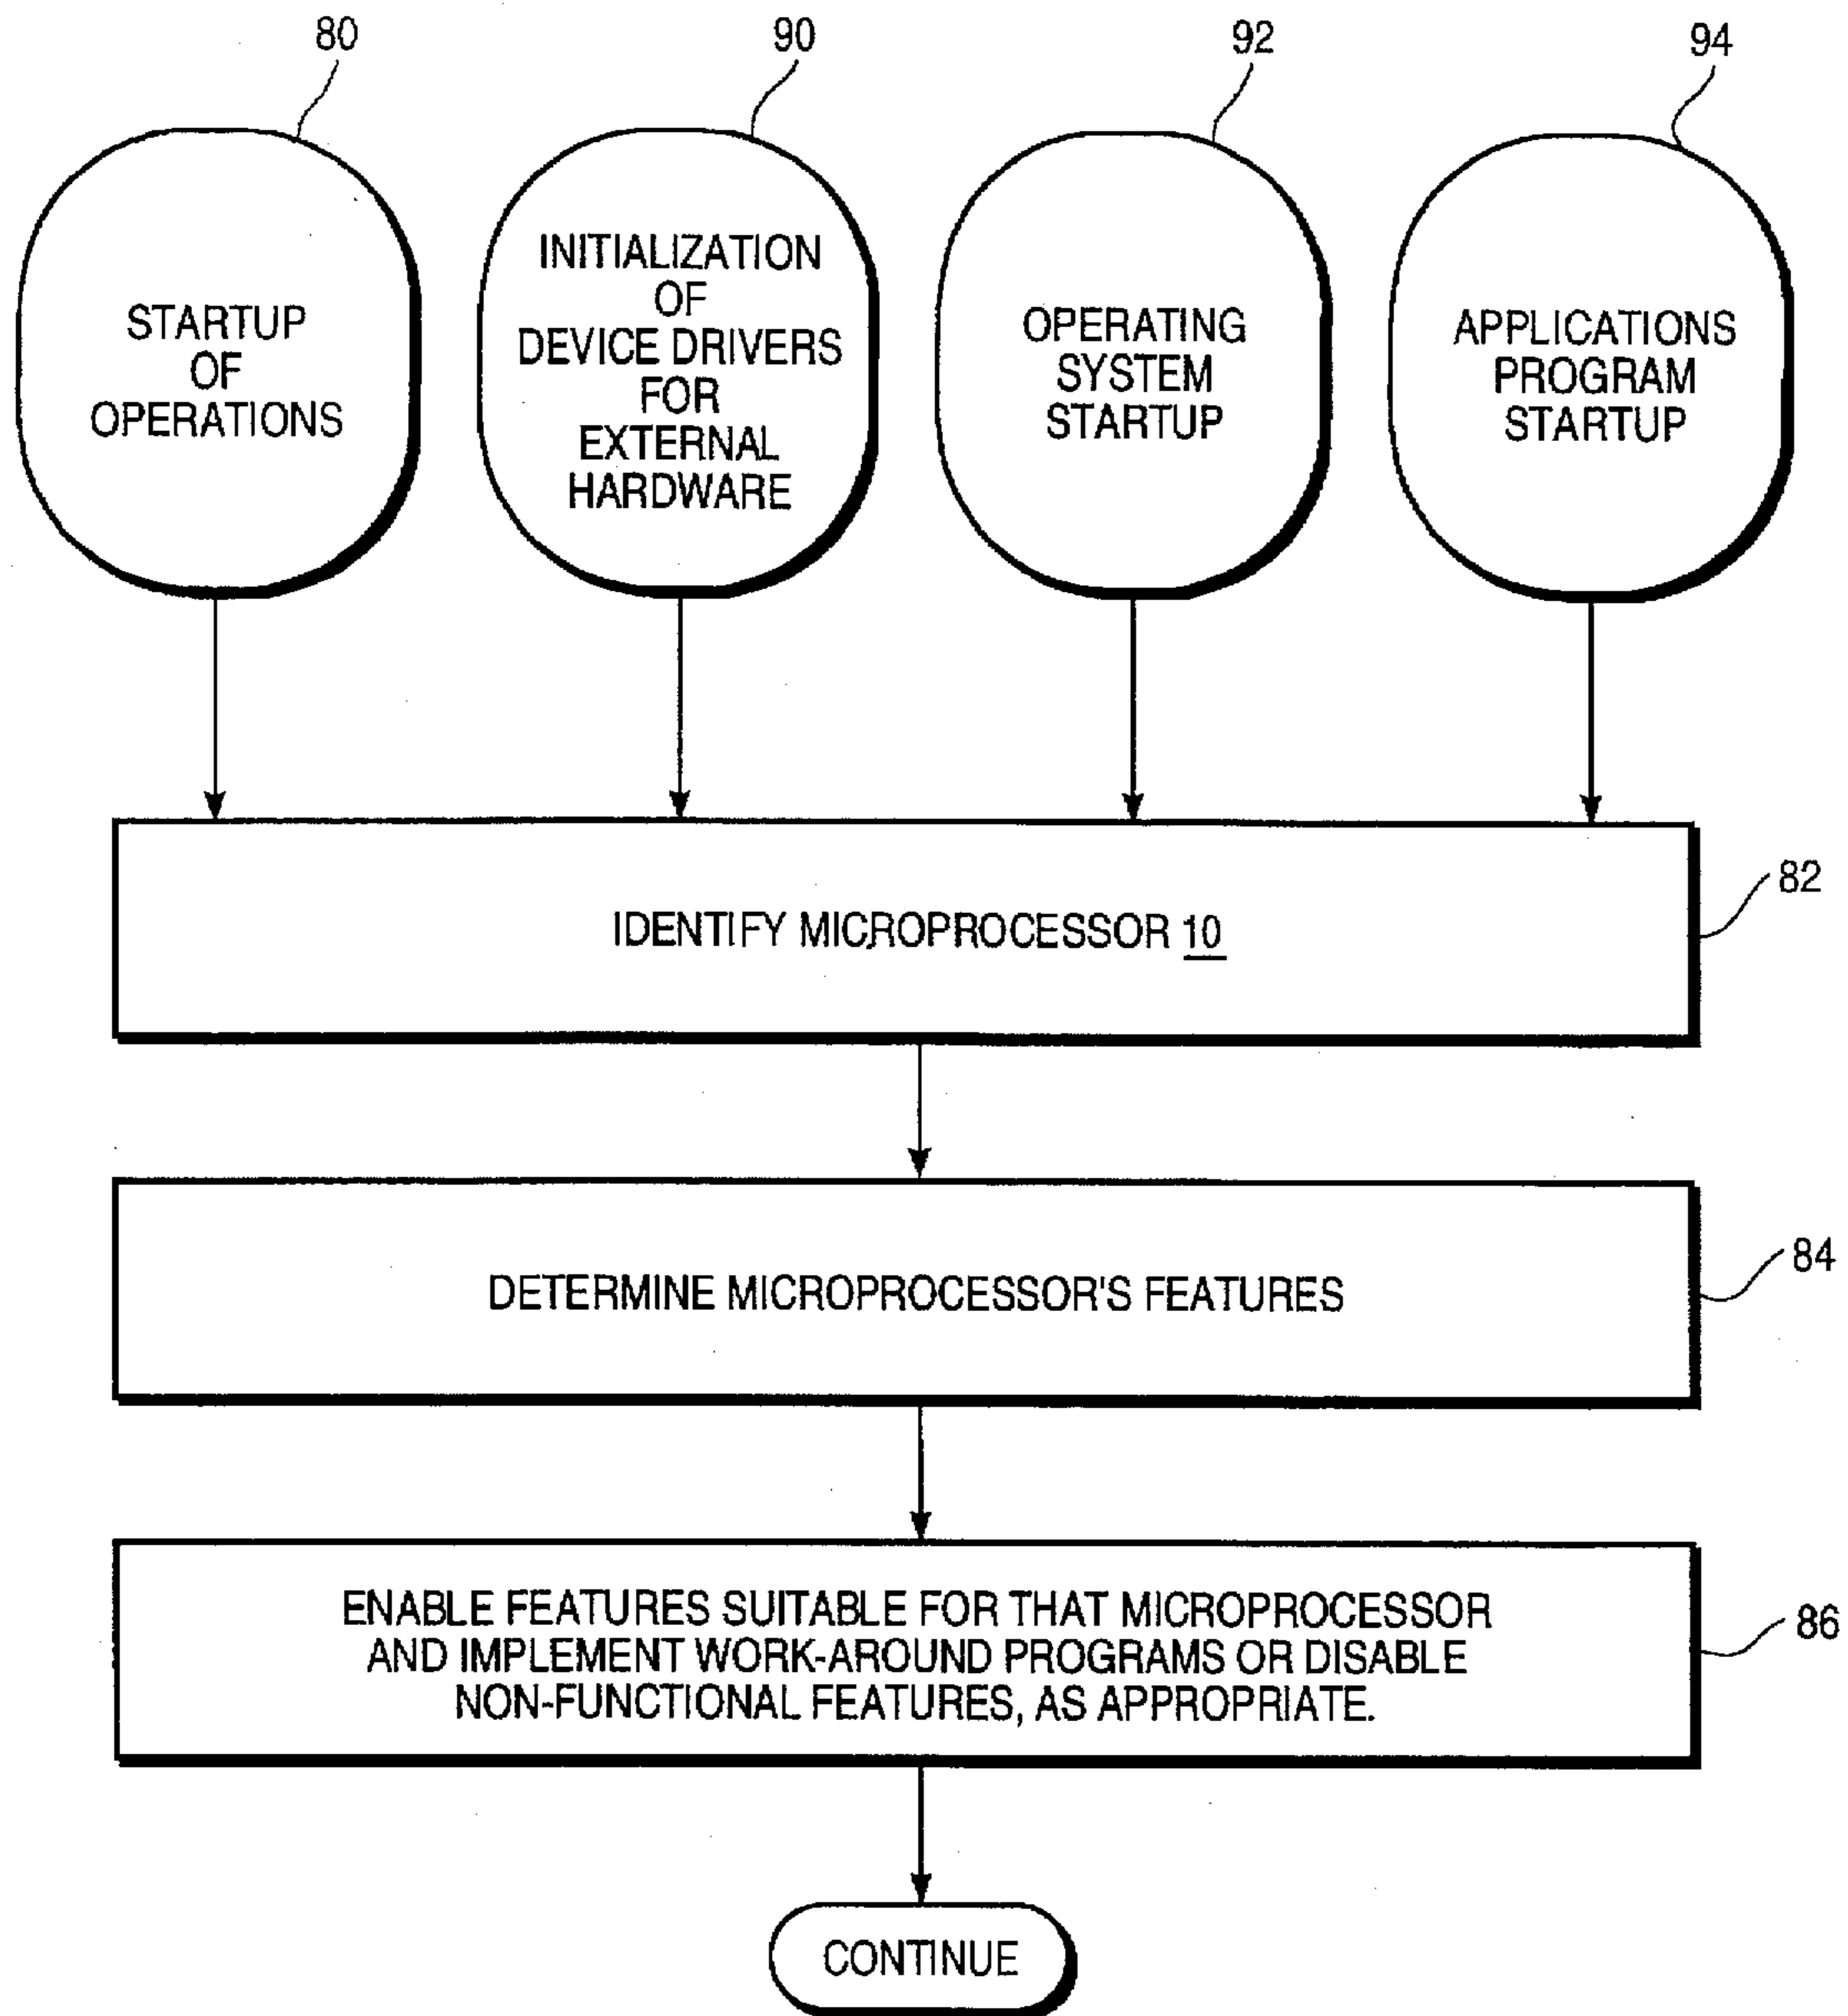 80
90
92
94
STARTUP
OF
OPERATIONS
INITIALIZATION
OF
DEVICE DRIVERS
FOR
EXTERNAL
HARDWARE
OPERATING
SYSTEM
STARTUP
APPLICATIONS
PROGRAM
STARTUP
IDENTIFY MICROPROCESSOR 10
82
DETERMINE MICROPROCESSOR'S FEATURES
84
ENABLE FEATURES SUITABLE FOR THAT MICROPROCESSOR
AND IMPLEMENT WORK-AROUND PROGRAMS OR DISABLE
NON-FUNCTIONAL FEATURES, AS APPROPRIATE.
86
CONTINUE